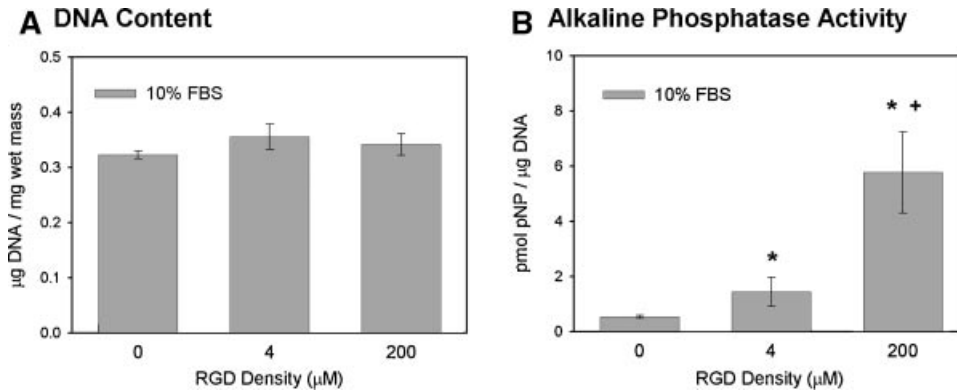 A DNA Content
0.5
0.4
0.3
0.2
0.1
0.0
µg DNA / mg wet mass
10% FBS
0 4 200
RGD Density (µM)
B Alkaline Phosphatase Activity
10
8
6
4
2
0
pmol pNP / µg DNA
10% FBS
*
* +
0 4 200
RGD Density (µM)